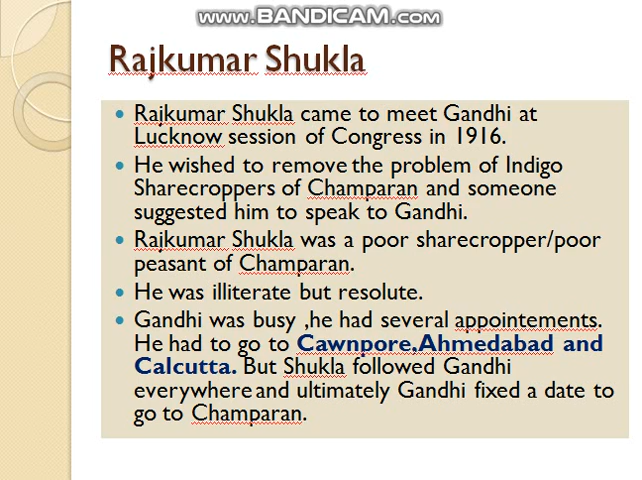 www.BANDICAM.com
Rajkumar Shukla
Rajkumar Shukla came to meet Gandhi at
Lucknow session of Congress in 1916.
He wished to remove the problem of Indigo
Sharecroppers of Champaran and someone
suggested him to speak to Gandhi.
Rajkumar Shukla was a poor sharecropper/poor
peasant of Champaran.
He was illiterate but resolute.
Gandhi was busy ,he had several appointements.
He had to go to Cawnpore,Ahmedabad and
Calcutta. But Shukla followed Gandhi
everywhere and ultimately Gandhi fixed a date to
go to Champaran.